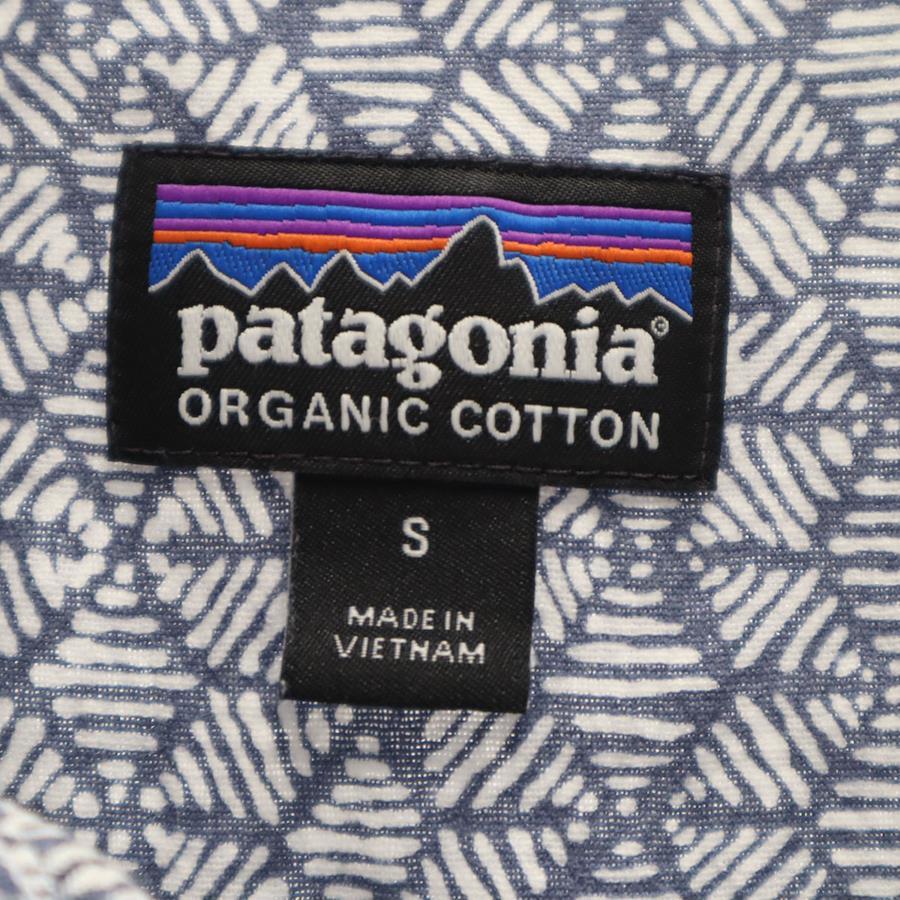 patagonia©
ORGANIC COTTON
S
MADE IN
VIETNAM